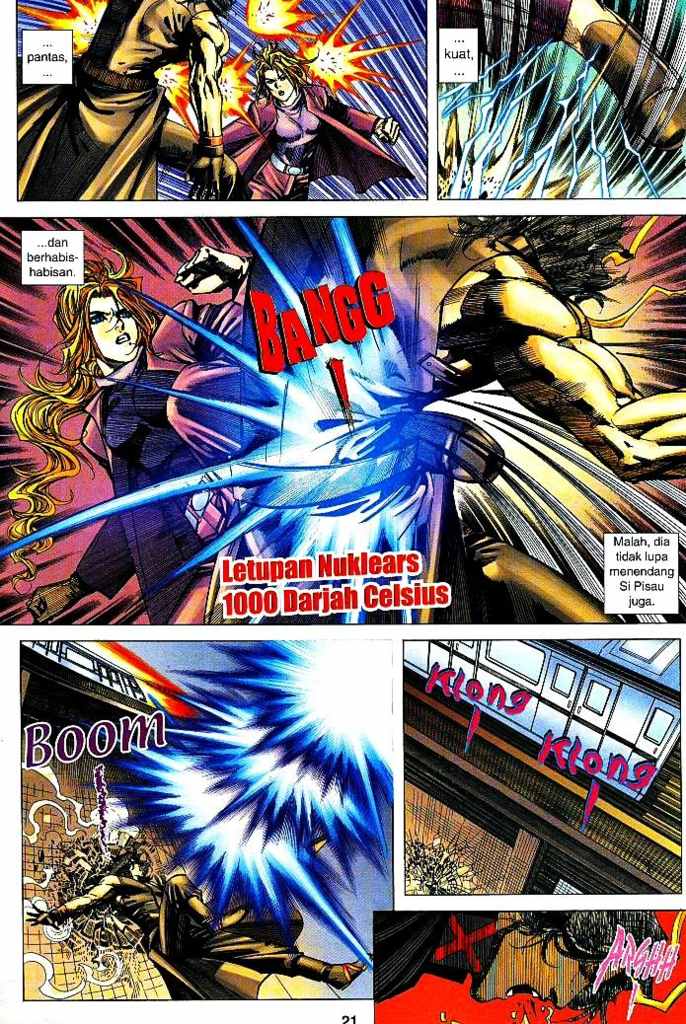 ...
pantas,
...
...
kuat,
...
...dan
berhabis-
habisan.
BANGG
!
Letupan Nuklears
1000 Darjah Celsius
Malah, dia
tidak lupa
menendang
Si Pisau
juga.
BOOM
!
Klong
!
Klong
!
ARGHH
!
21